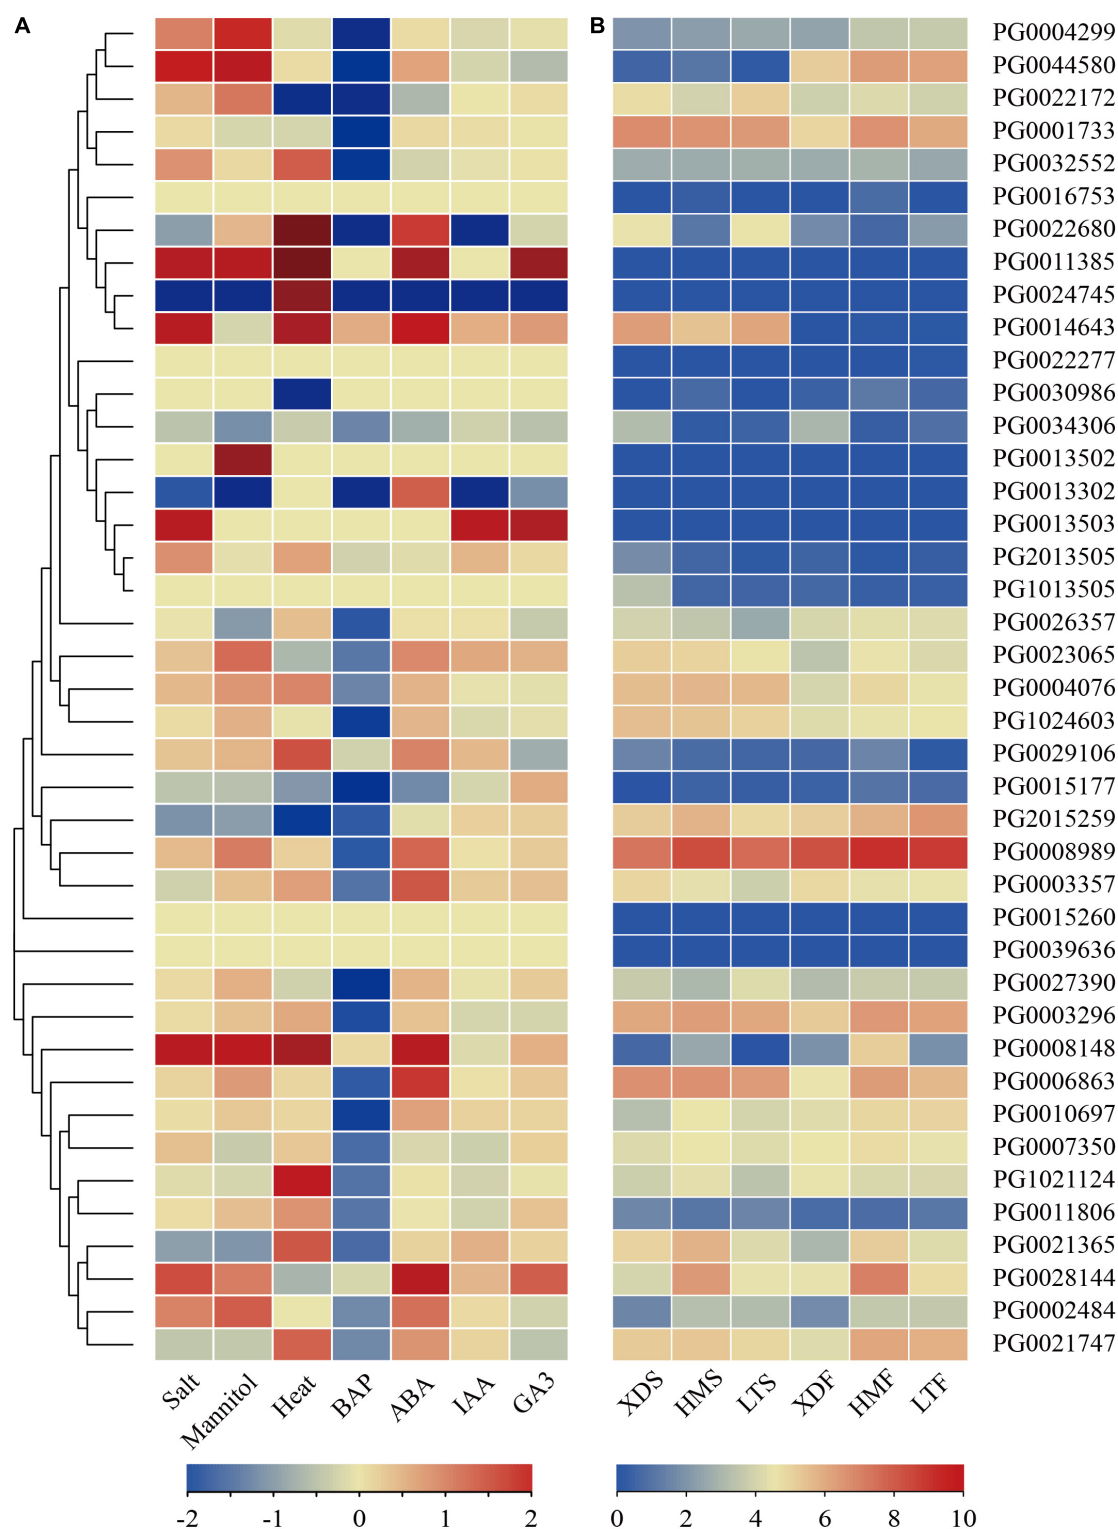 A
B
PG0004299
PG0044580
PG0022172
PG0001733
PG0032552
PG0016753
PG0022680
PG0011385
PG0024745
PG0014643
PG0022277
PG0030986
PG0034306
PG0013502
PG0013302
PG0013503
PG2013505
PG1013505
PG0026357
PG0023065
PG0004076
PG1024603
PG0029106
PG0015177
PG2015259
PG0008989
PG0003357
PG0015260
PG0039636
PG0027390
PG0003296
PG0008148
PG0006863
PG0010697
PG0007350
PG1021124
PG0011806
PG0021365
PG0028144
PG0002484
PG0021747
Salt Mannitol Heat BAP ABA IAA GA3
XDS HMS LTS XDF HMF LTF
-2 -1 0 1 2
0 2 4 6 8 10